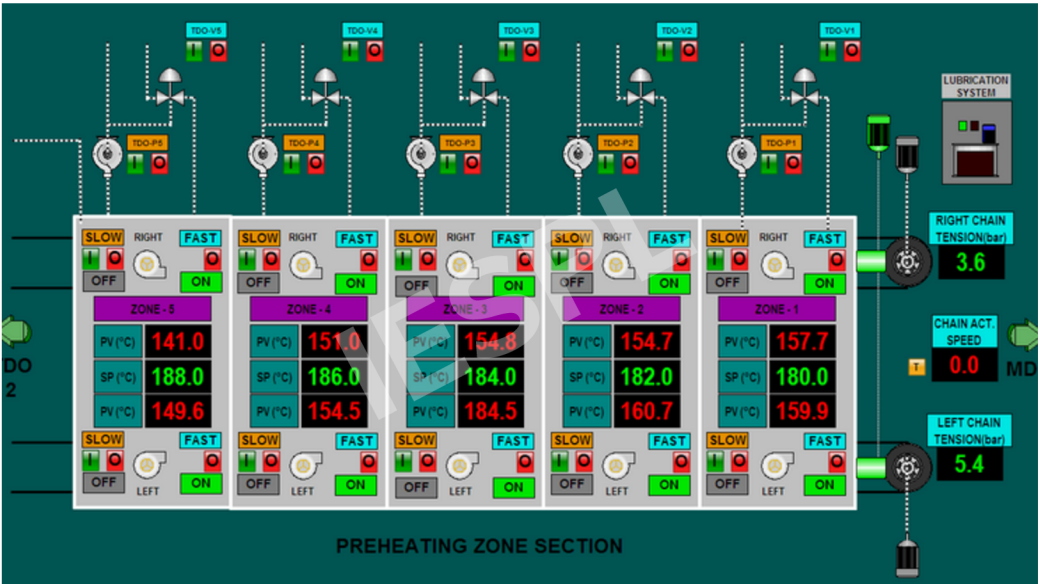 TDO-V5 TDO-V4 TDO-V3 TDO-V2 TDO-V1
I O I O I O I O I O
LUBRICATION
SYSTEM
TDO-P5 TDO-P4 TDO-P3 TDO-P2 TDO-P1
I O I O I O I O I O
RIGHT CHAIN
TENSION(bar)
3.6
SLOW RIGHT FAST SLOW RIGHT FAST SLOW RIGHT FAST SLOW RIGHT FAST SLOW RIGHT FAST
I O O I O O I O O I O O I O O
OFF ON OFF ON OFF ON OFF ON OFF ON
ZONE - 5 ZONE - 4 ZONE - 3 ZONE - 2 ZONE - 1
PV (°C) 141.0 PV (°C) 151.0 PV (°C) 154.8 PV (°C) 154.7 PV (°C) 157.7
SP (°C) 188.0 SP (°C) 186.0 SP (°C) 184.0 SP (°C) 182.0 SP (°C) 180.0
PV (°C) 149.6 PV (°C) 154.5 PV (°C) 184.5 PV (°C) 160.7 PV (°C) 159.9
CHAIN ACT.
SPEED
T 0.0
MD
TDO
2
SLOW FAST SLOW FAST SLOW FAST SLOW FAST SLOW FAST
I O O I O O I O O I O O I O O
OFF LEFT ON OFF LEFT ON OFF LEFT ON OFF LEFT ON OFF LEFT ON
LEFT CHAIN
TENSION(bar)
5.4
PREHEATING ZONE SECTION
IESPL